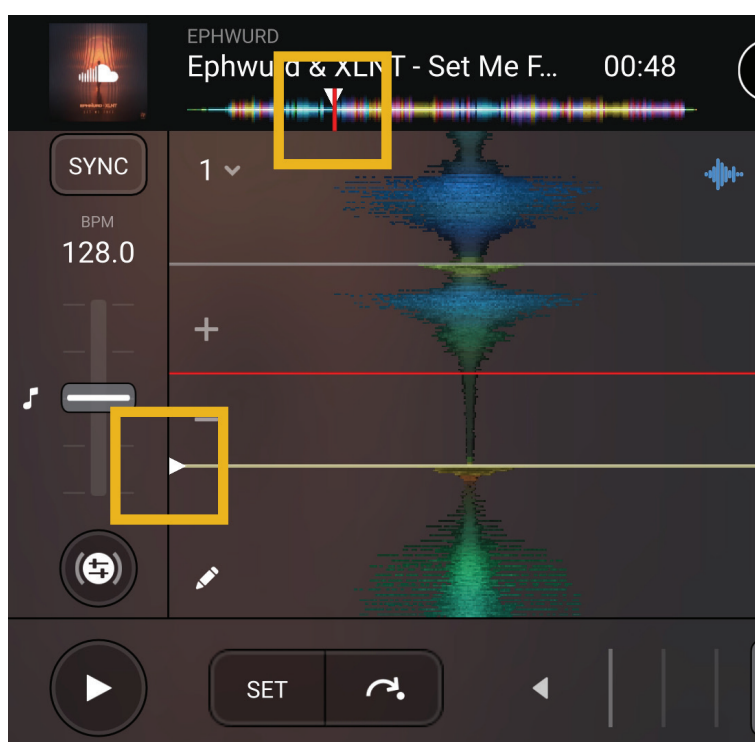 EPHWURD
Ephwurd & XLNT - Set Me F... 00:48
SYNC
1
BPM
128.0
SET